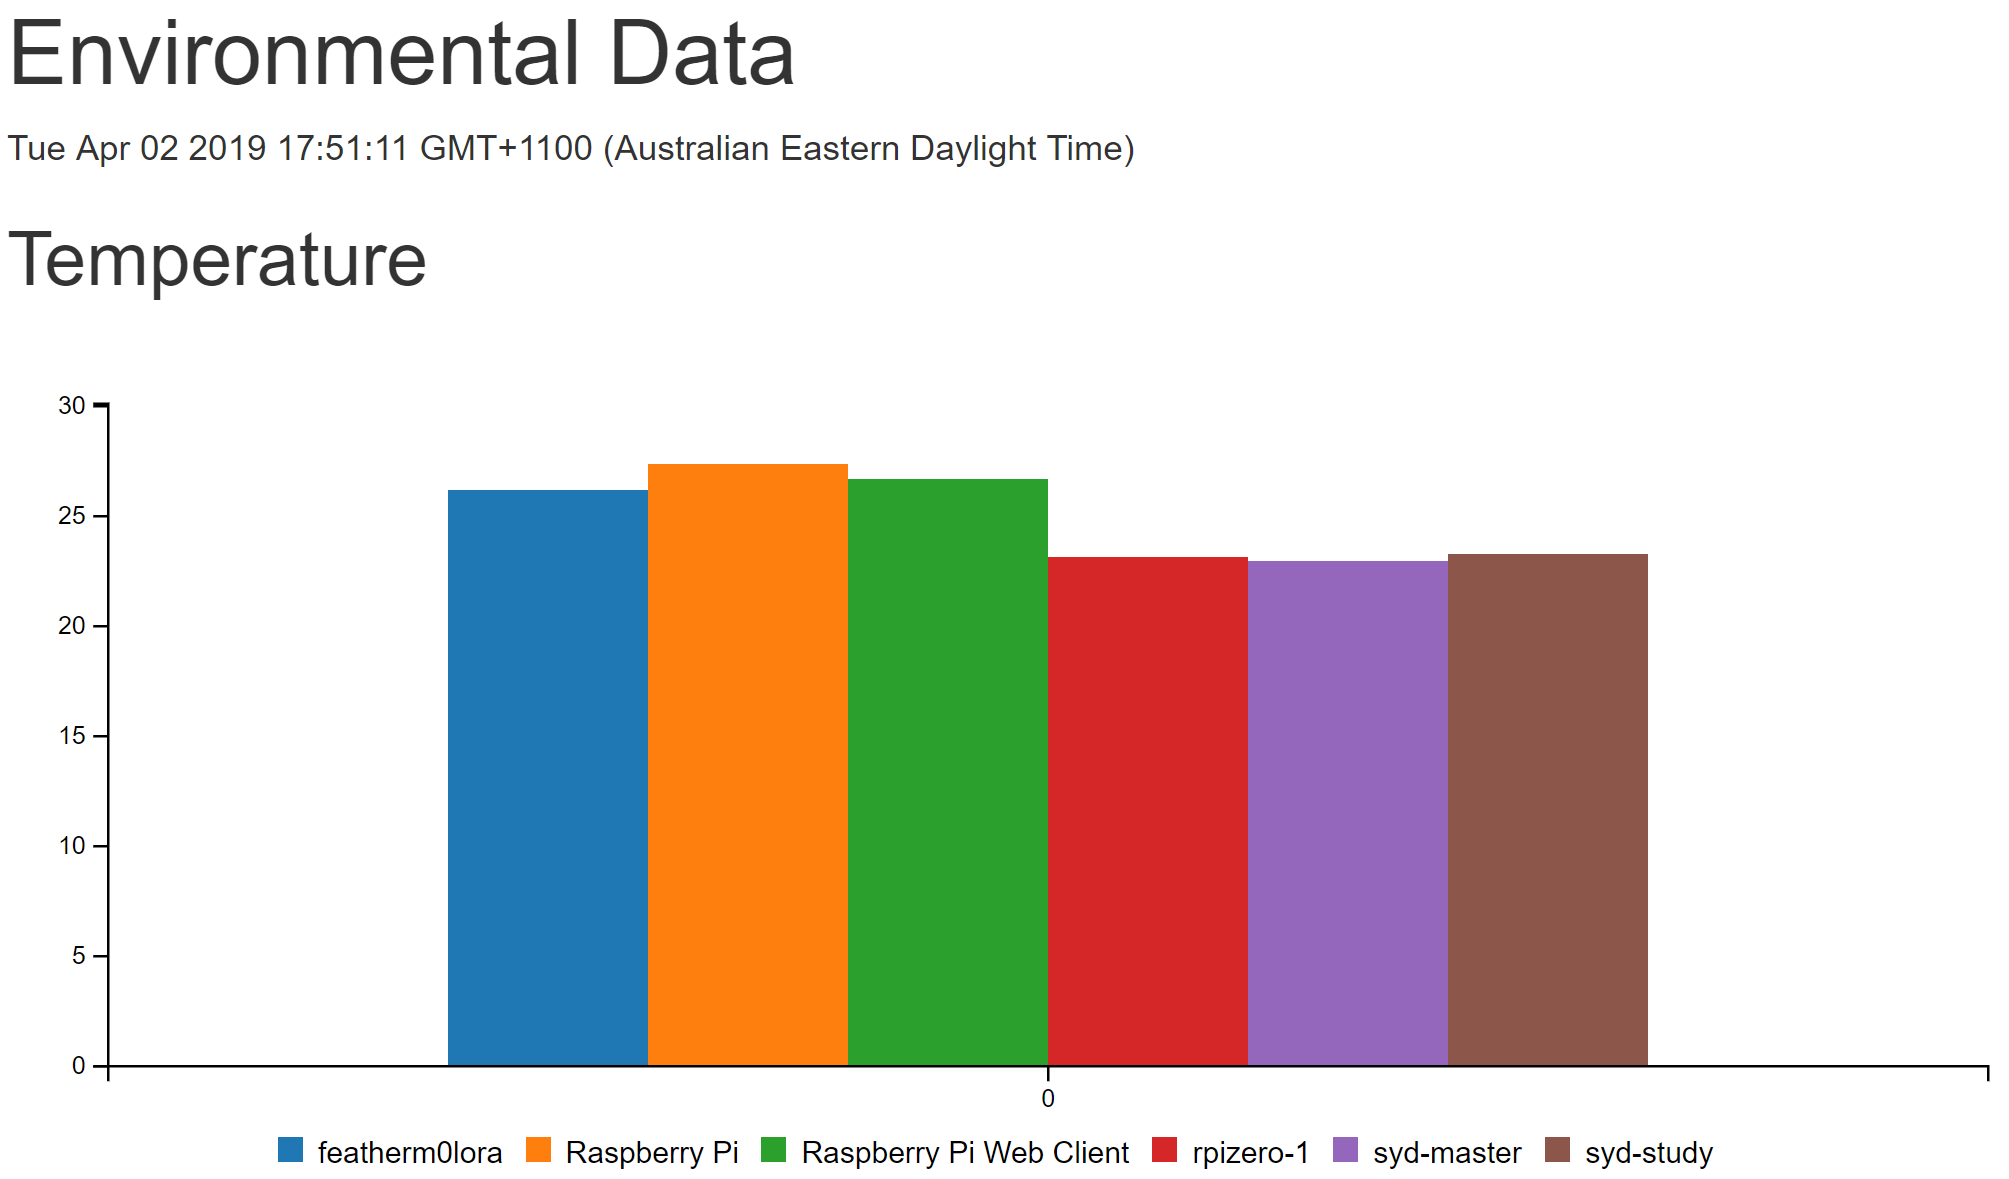 Environmental Data
Tue Apr 02 2019 17:51:11 GMT+1100 (Australian Eastern Daylight Time)
Temperature
30
25
20
15
10
5
0
0
featherm0lora Raspberry Pi Raspberry Pi Web Client rpizero-1 syd-master syd-study